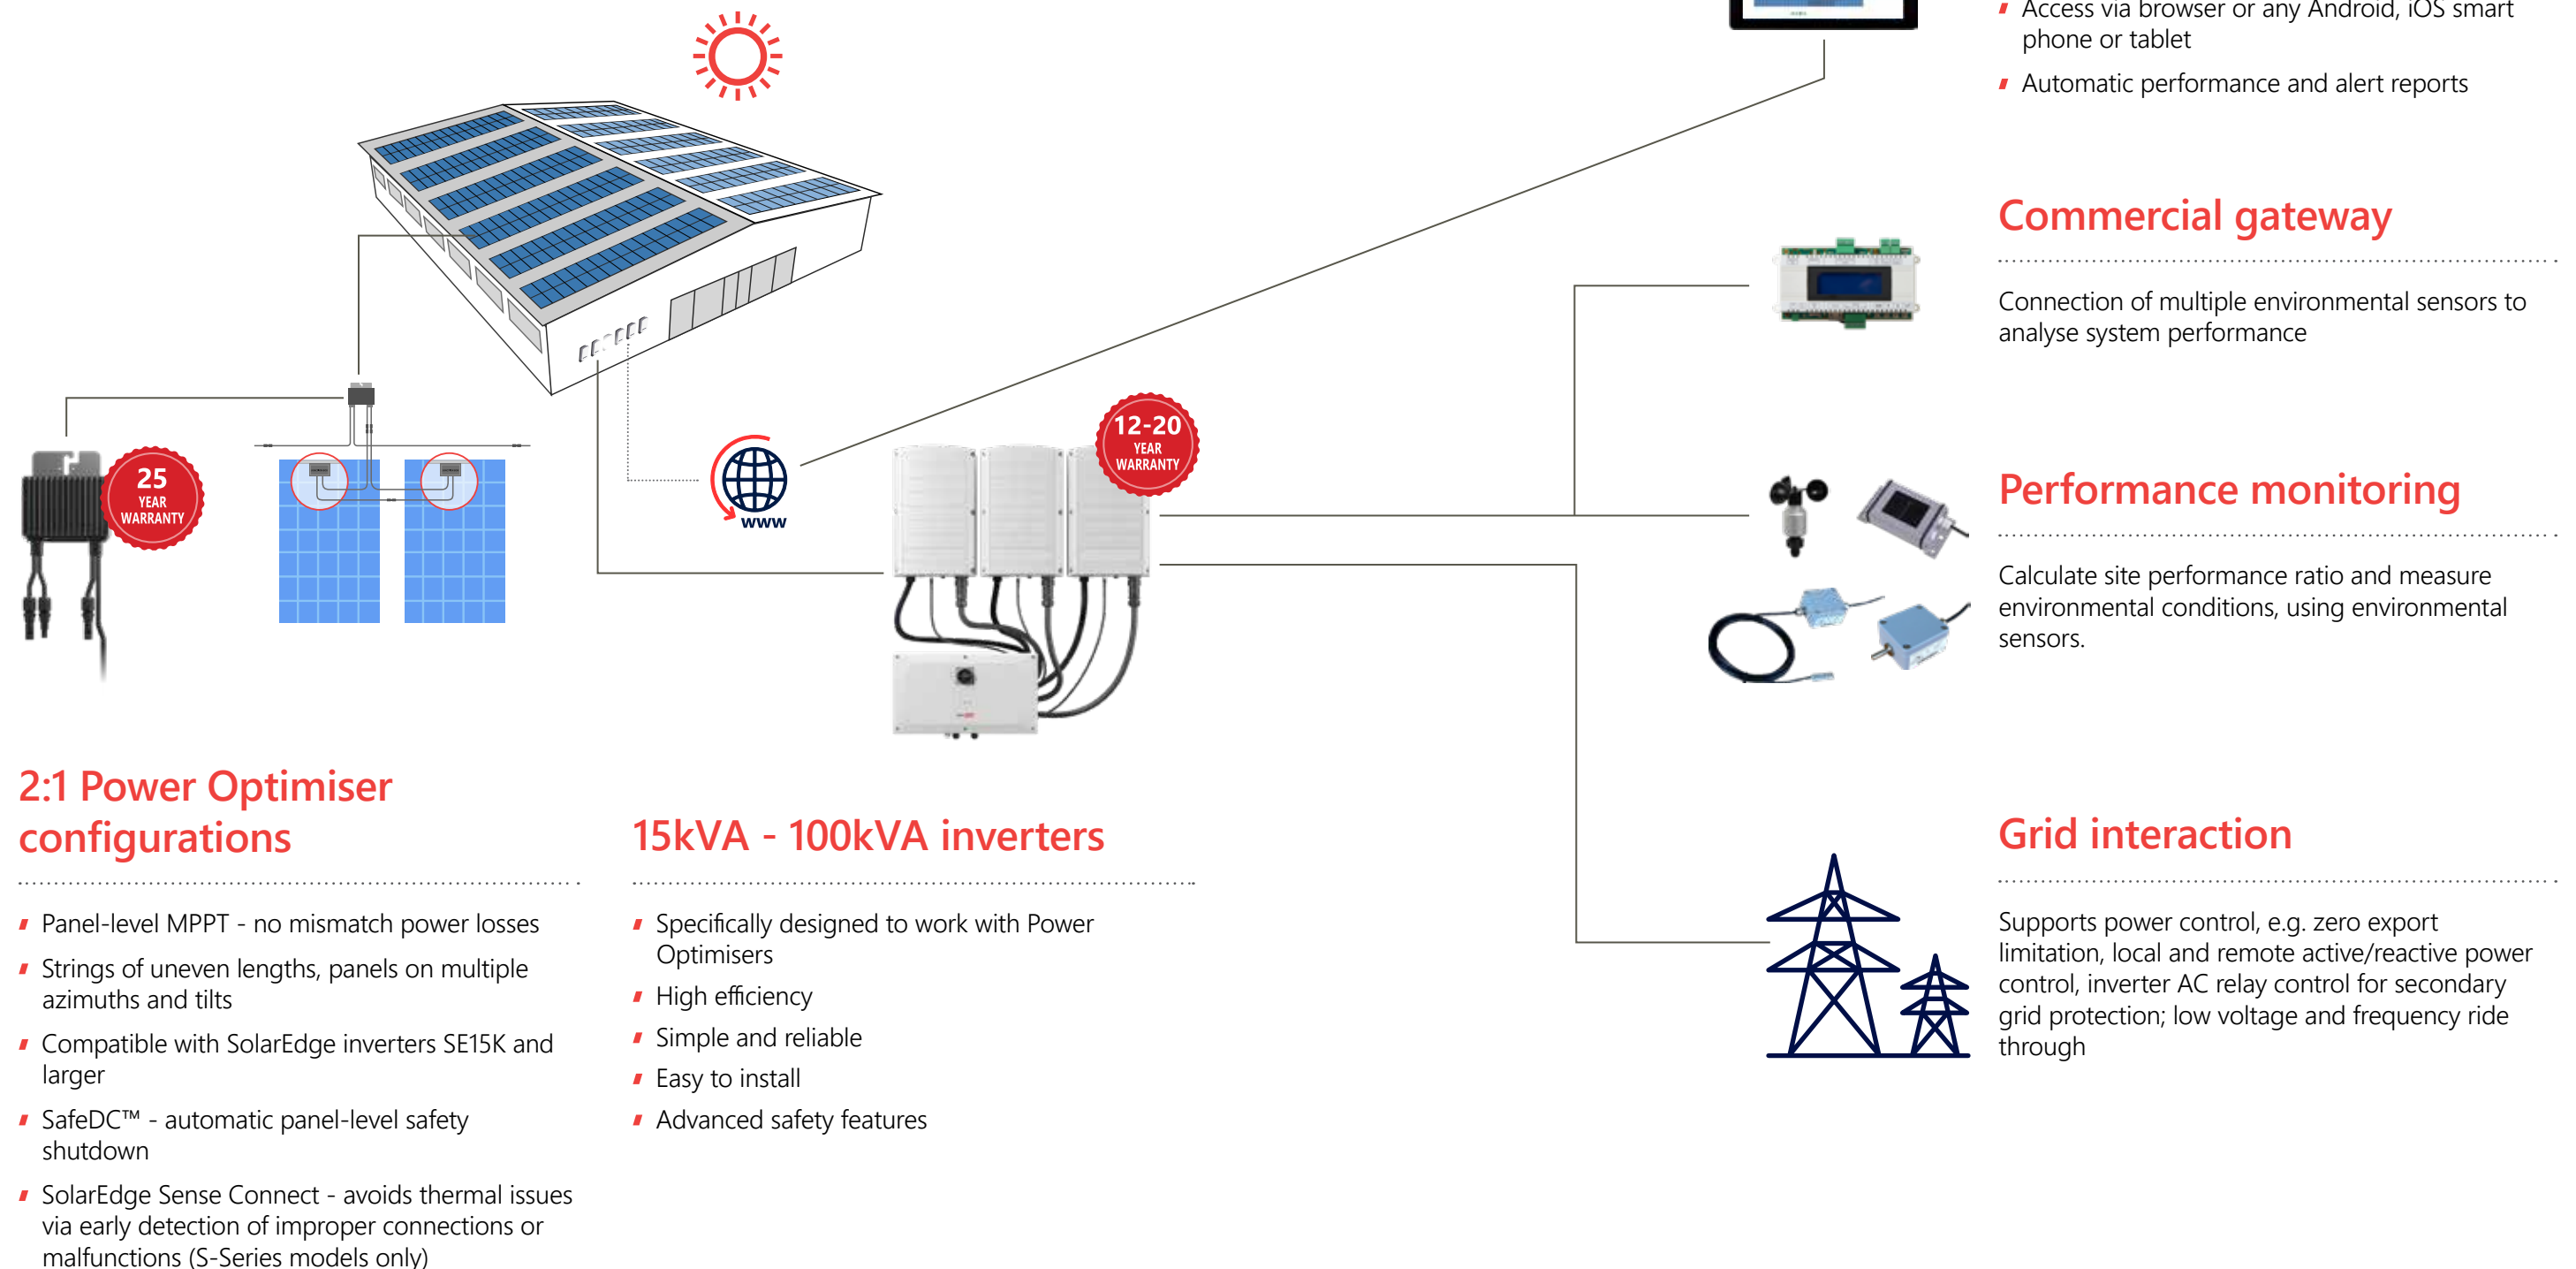 Access via browser or any Android, iOS smart
phone or tablet
Automatic performance and alert reports
Commercial gateway
Connection of multiple environmental sensors to
analyse system performance
25
YEAR
WARRANTY
WWW
12-20
YEAR
WARRANTY
Performance monitoring
Calculate site performance ratio and measure
environmental conditions, using environmental
sensors.
2:1 Power Optimiser
configurations
Panel-level MPPT - no mismatch power losses
Strings of uneven lengths, panels on multiple
azimuths and tilts
Compatible with SolarEdge inverters SE15K and
larger
SafeDC™ - automatic panel-level safety
shutdown
SolarEdge Sense Connect - avoids thermal issues
via early detection of improper connections or
malfunctions (S-Series models only)
15kVA - 100kVA inverters
Specifically designed to work with Power
Optimisers
High efficiency
Simple and reliable
Easy to install
Advanced safety features
Grid interaction
Supports power control, e.g. zero export
limitation, local and remote active/reactive power
control, inverter AC relay control for secondary
grid protection; low voltage and frequency ride
through